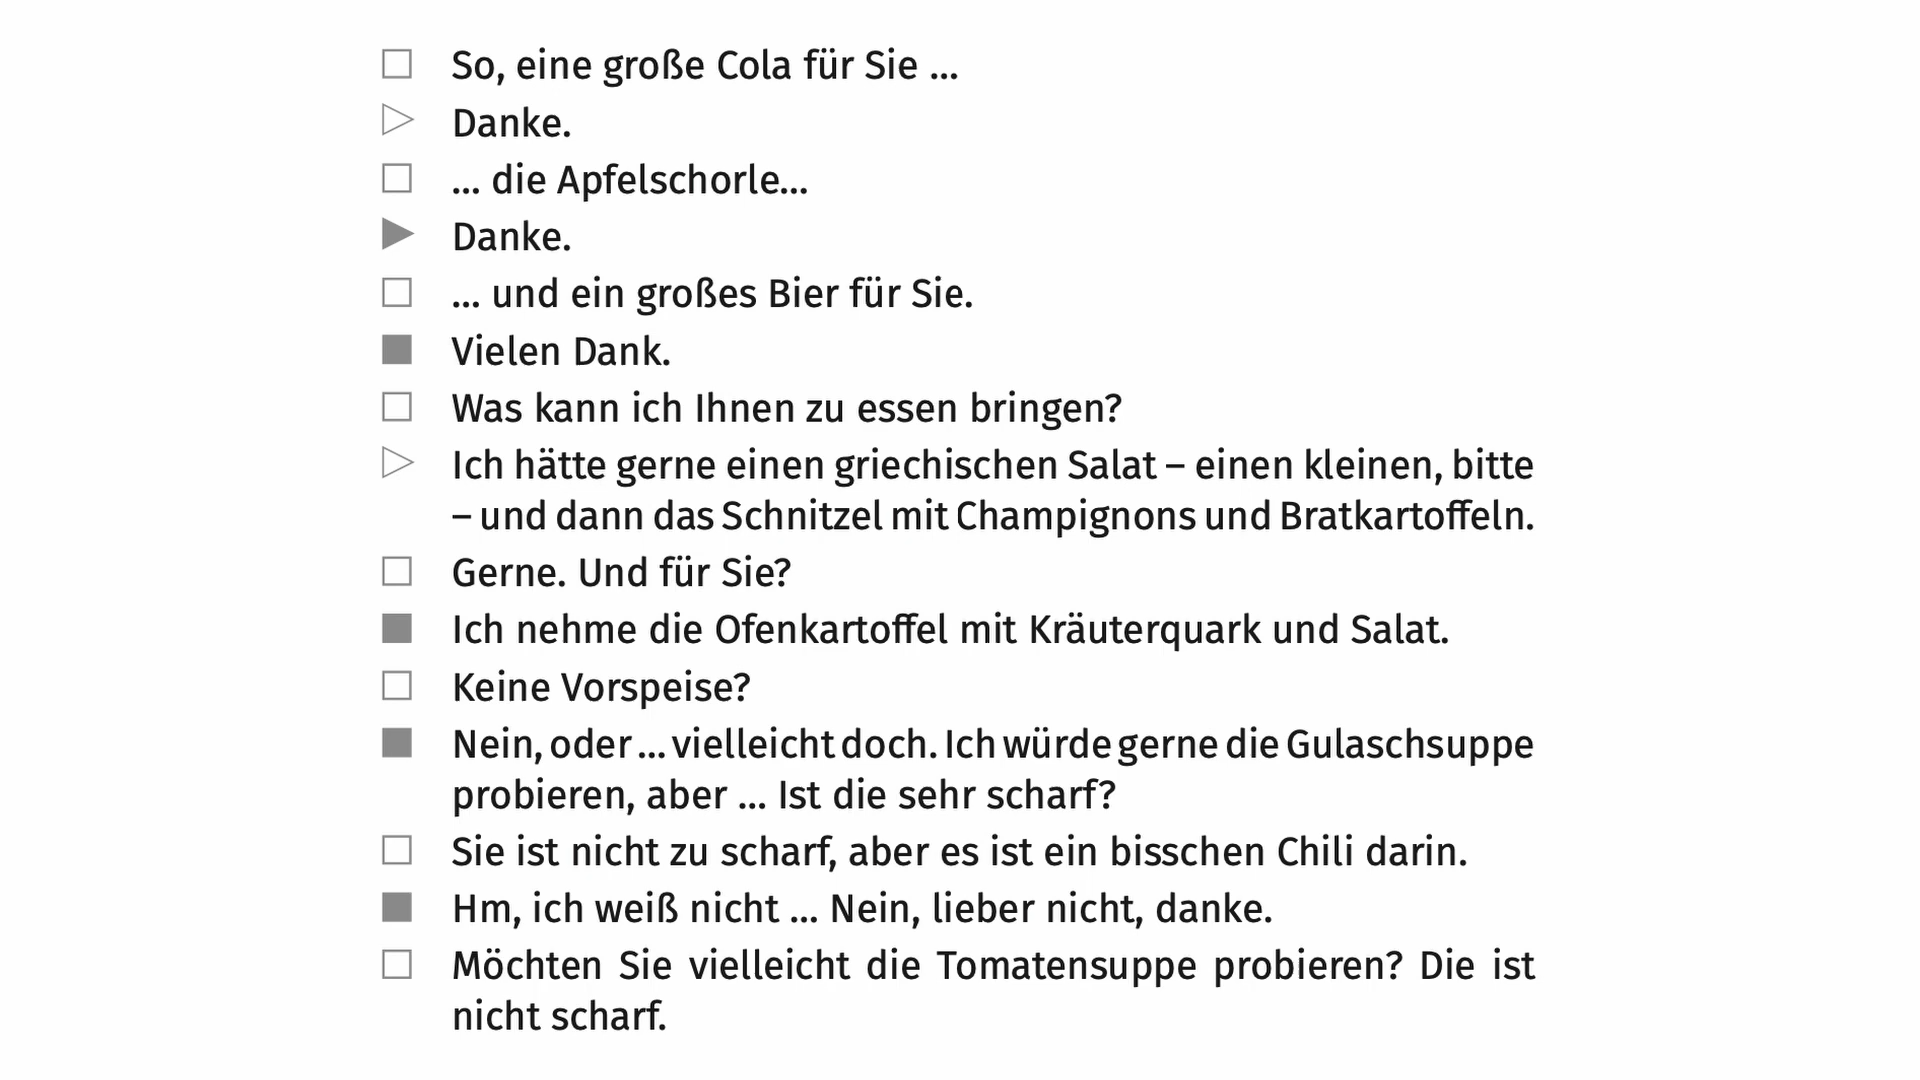 So, eine große Cola für Sie ...
Danke.
... die Apfelschorle...
Danke.
... und ein großes Bier für Sie.
Vielen Dank.
Was kann ich Ihnen zu essen bringen?
Ich hätte gerne einen griechischen Salat – einen kleinen, bitte
– und dann das Schnitzel mit Champignons und Bratkartoffeln.
Gerne. Und für Sie?
Ich nehme die Ofenkartoffel mit Kräuterquark und Salat.
Keine Vorspeise?
Nein, oder ... vielleicht doch. Ich würde gerne die Gulaschsuppe
probieren, aber ... Ist die sehr scharf?
Sie ist nicht zu scharf, aber es ist ein bisschen Chili darin.
Hm, ich weiß nicht ... Nein, lieber nicht, danke.
Möchten Sie vielleicht die Tomatensuppe probieren? Die ist
nicht scharf.